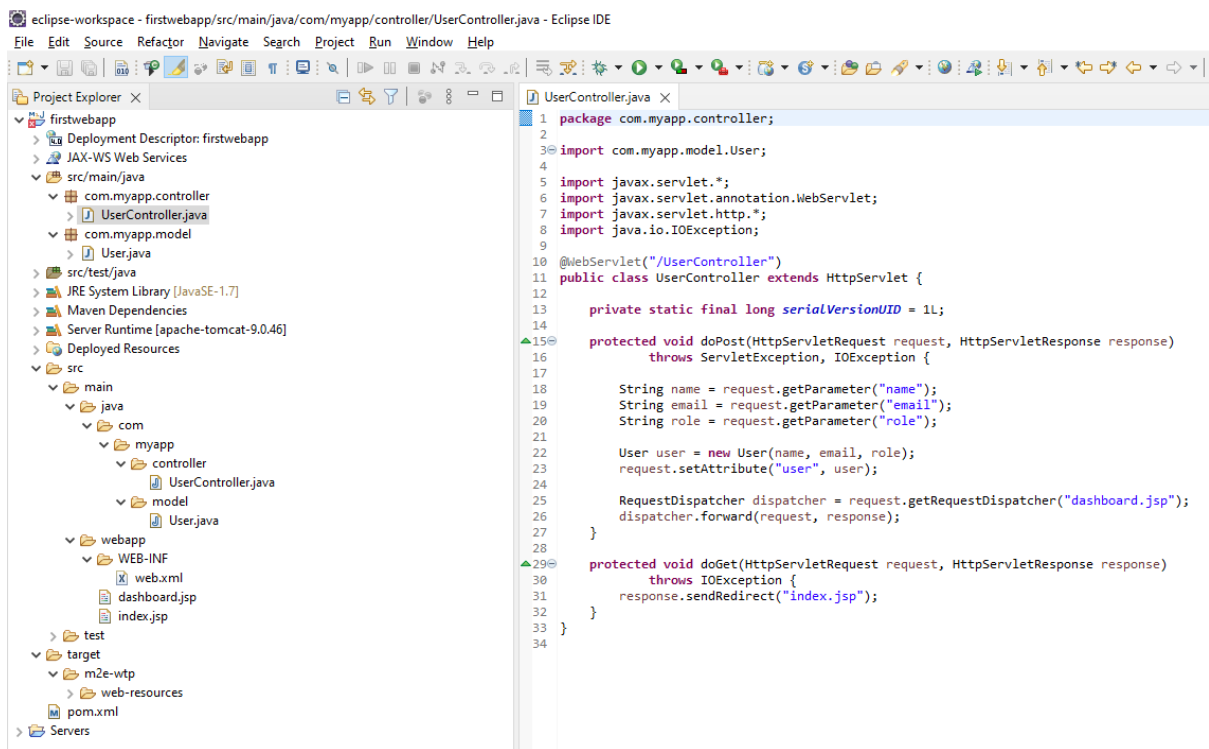 eclipse-workspace - firstwebapp/src/main/java/com/myapp/controller/UserController.java - Eclipse IDE
File Edit Source Refactor Navigate Search Project Run Window Help
Project Explorer
firstwebapp
Deployment Descriptor: firstwebapp
JAX-WS Web Services
src/main/java
com.myapp.controller
UserController.java
com.myapp.model
User.java
src/test/java
JRE System Library [JavaSE-1.7]
Maven Dependencies
Server Runtime [apache-tomcat-9.0.46]
Deployed Resources
src
main
java
com
myapp
controller
UserController.java
model
User.java
webapp
WEB-INF
web.xml
dashboard.jsp
index.jsp
test
target
m2e-wtp
web-resources
pom.xml
Servers
UserController.java
1 package com.myapp.controller;
2
3 import com.myapp.model.User;
4
5 import javax.servlet.*;
6 import javax.servlet.annotation.WebServlet;
7 import javax.servlet.http.*;
8 import java.io.IOException;
9
10 @WebServlet("/UserController")
11 public class UserController extends HttpServlet {
12
13     private static final long serialVersionUID = 1L;
14
15     protected void doPost(HttpServletRequest request, HttpServletResponse response)
16             throws ServletException, IOException {
17
18         String name = request.getParameter("name");
19         String email = request.getParameter("email");
20         String role = request.getParameter("role");
21
22         User user = new User(name, email, role);
23         request.setAttribute("user", user);
24
25         RequestDispatcher dispatcher = request.getRequestDispatcher("dashboard.jsp");
26         dispatcher.forward(request, response);
27     }
28
29     protected void doGet(HttpServletRequest request, HttpServletResponse response)
30             throws IOException {
31         response.sendRedirect("index.jsp");
32     }
33 }
34